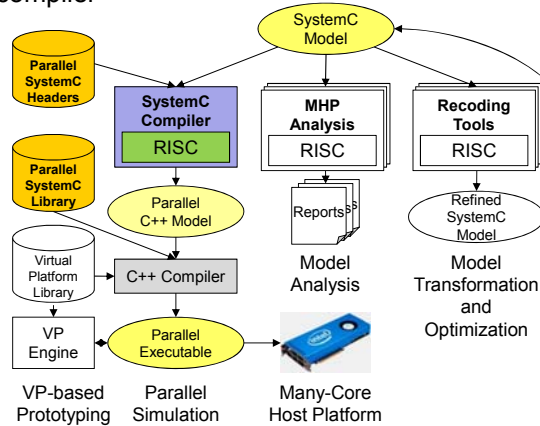 compiler
SystemC
Model
Parallel
SystemC
Headers
SystemC
Compiler
RISC
MHP
Analysis
RISC
Recoding
Tools
RISC
Parallel
SystemC
Library
Parallel
C++ Model
Reports
Refined
SystemC
Model
Virtual
Platform
Library
C++ Compiler
Model
Analysis
Model
Transformation
and
Optimization
VP
Engine
Parallel
Executable
intel
VP-based
Prototyping
Parallel
Simulation
Many-Core
Host Platform